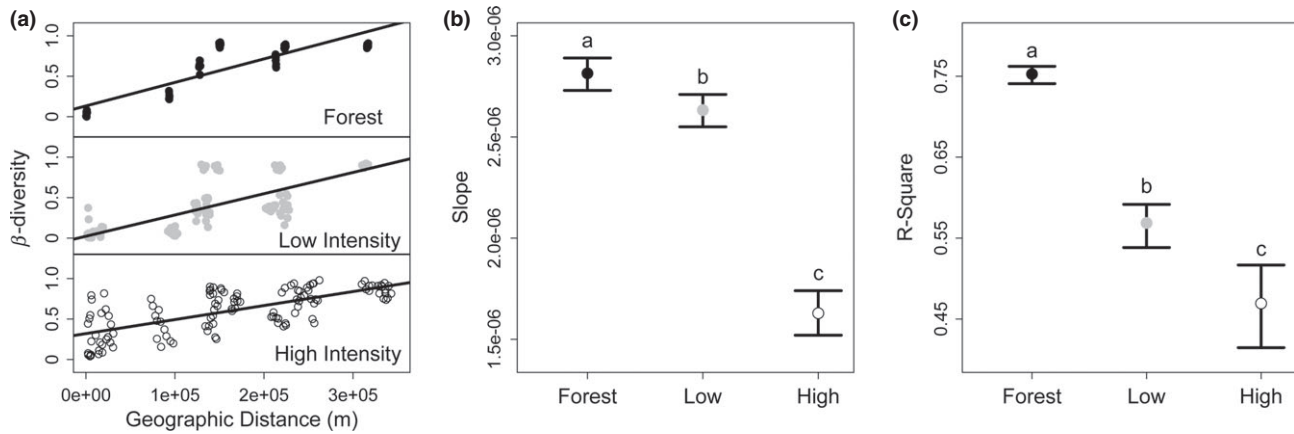 (a)
β-diversity
1.0
0.5
0
Forest
1.0
0.5
0
Low Intensity
1.0
0.5
0
High Intensity
0e+00 1e+05 2e+05 3e+05
Geographic Distance (m)
(b)
Slope
3.0e-06
2.5e-06
2.0e-06
1.5e-06
a
b
c
Forest Low High
(c)
R-Square
0.75
0.65
0.55
0.45
a
b
c
Forest Low High